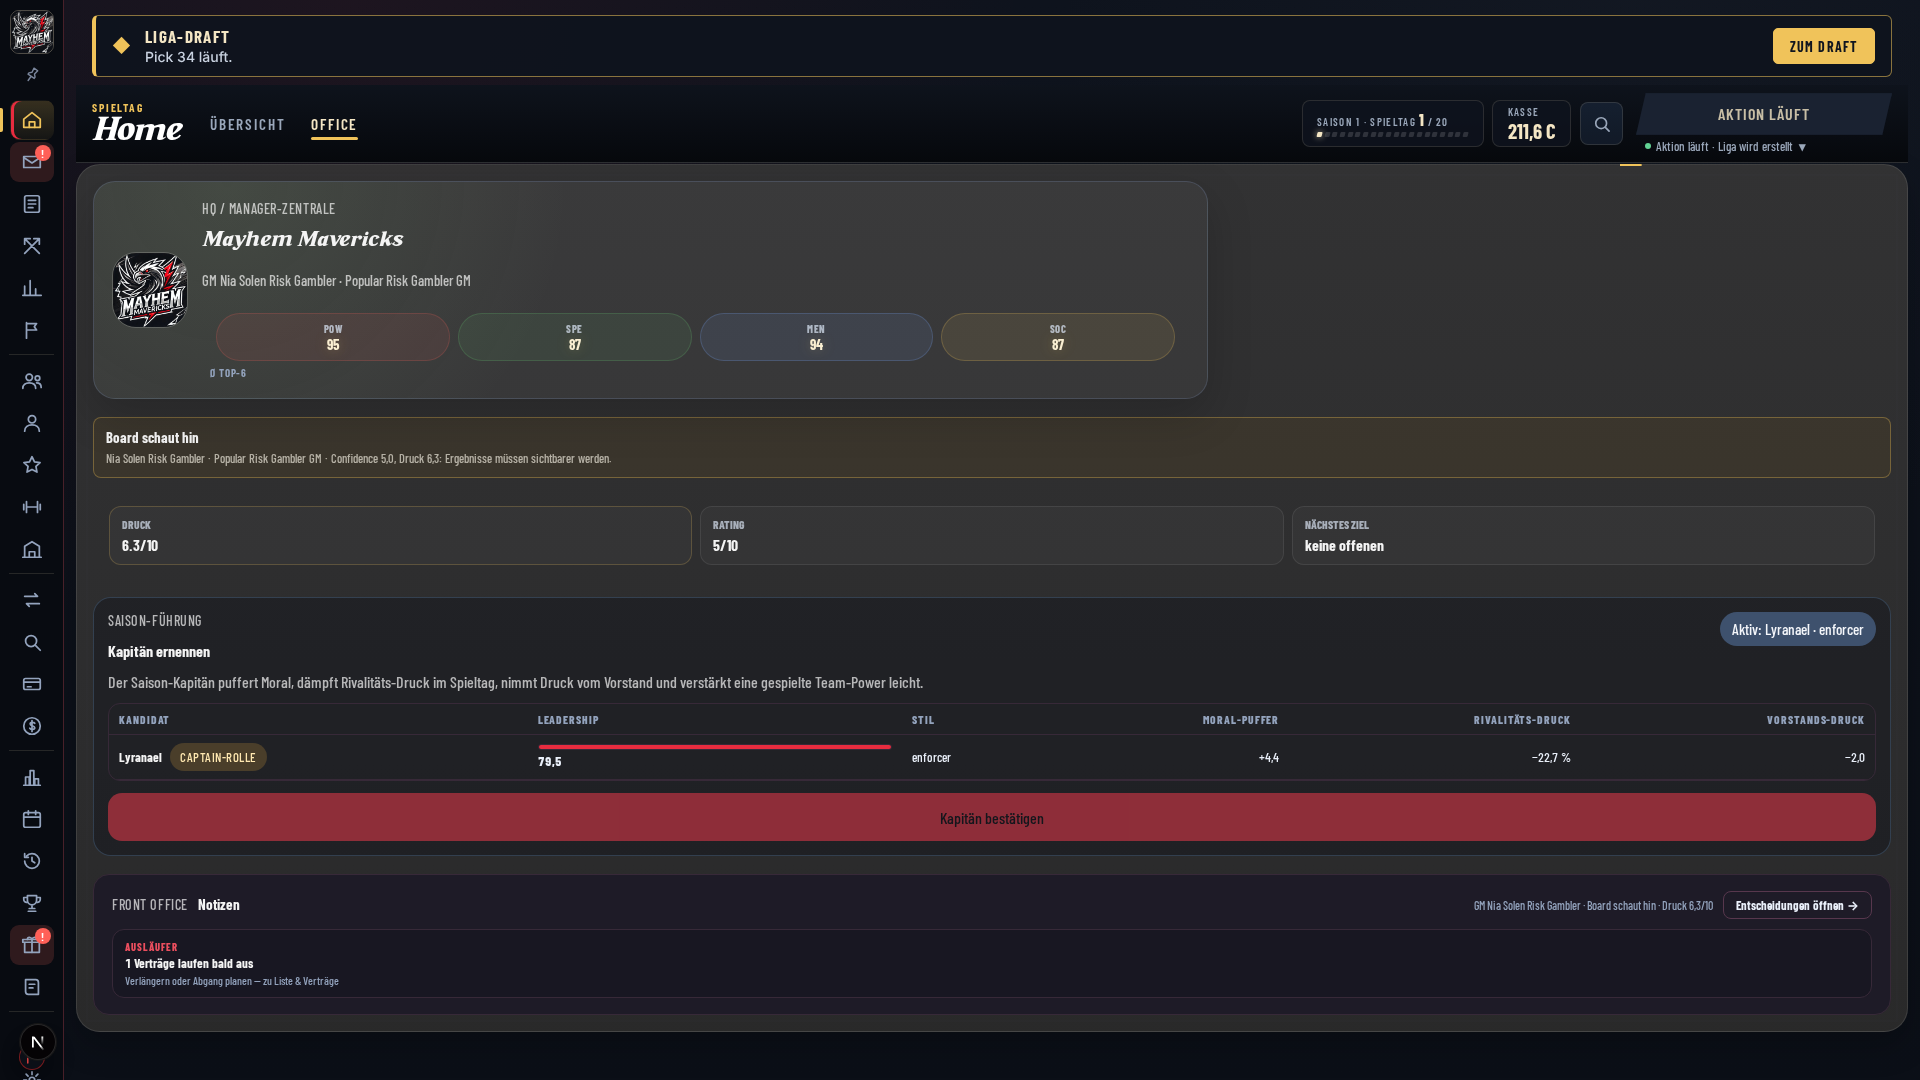 LIGA-DRAFT
Pick 34 läuft.
ZUM DRAFT
SPIELTAG
Home
ÜBERSICHT
OFFICE
SAISON 1 · SPIELTAG 1 / 20
KASSE
211,6 C
AKTION LÄUFT
Aktion läuft · Liga wird erstellt ▼
HQ / MANAGER-ZENTRALE
Mayhem Mavericks
GM Nia Solen Risk Gambler · Popular Risk Gambler GM
MAYHEM
MAVERICKS
POW
95
SPE
87
MEN
94
SOC
87
Ø TOP-6
Board schaut hin
Nia Solen Risk Gambler · Popular Risk Gambler GM · Confidence 5,0, Druck 6,3: Ergebnisse müssen sichtbarer werden.
DRUCK
6.3/10
RATING
5/10
NÄCHSTES ZIEL
keine offenen
SAISON-FÜHRUNG
Aktiv: Lyranael · enforcer
Kapitän ernennen
Der Saison-Kapitän puffert Moral, dämpft Rivalitäts-Druck im Spieltag, nimmt Druck vom Vorstand und verstärkt eine gespielte Team-Power leicht.
KANDIDAT LEADERSHIP STIL MORAL-PUFFER RIVALITÄTS-DRUCK VORSTANDS-DRUCK
Lyranael CAPTAIN-ROLLE 79,5 enforcer +4,4 −22,7 % −2,0
Kapitän bestätigen
FRONT OFFICE Notizen
GM Nia Solen Risk Gambler · Board schaut hin · Druck 6,3/10
Entscheidungen öffnen →
AUSLÄUFER
1 Verträge laufen bald aus
Verlängern oder Abgang planen — zu Liste & Verträge
N